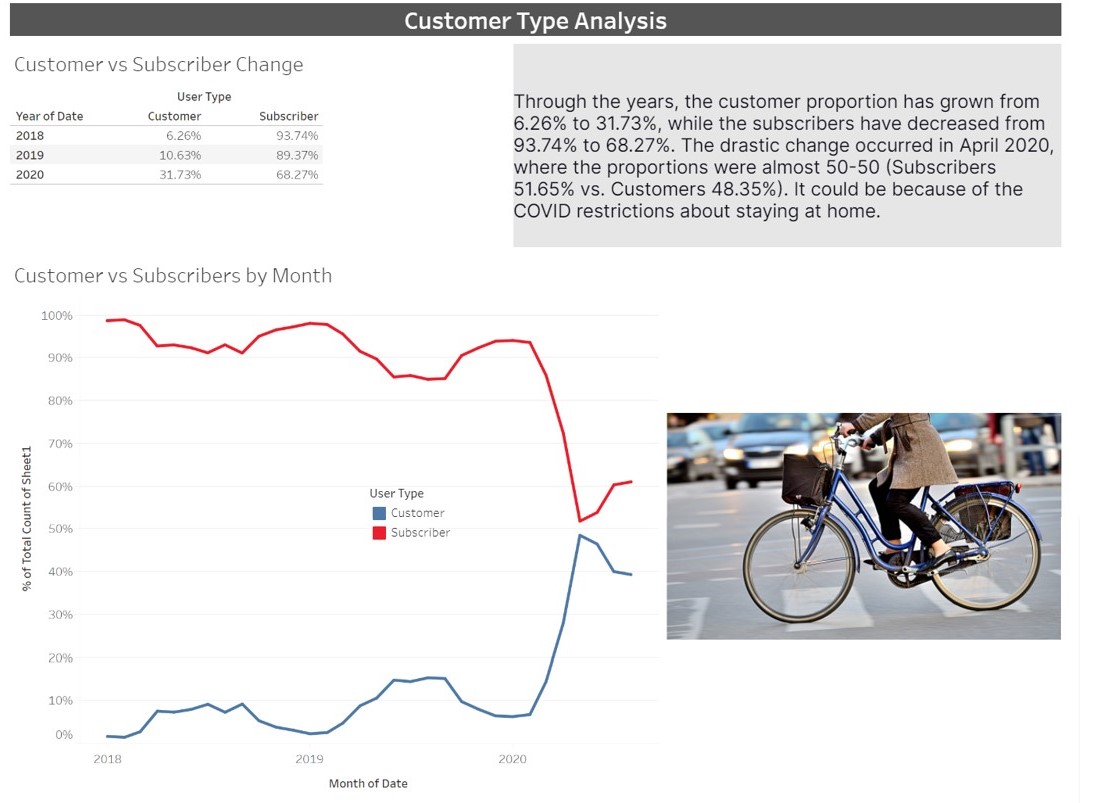 Customer Type Analysis
Customer vs Subscriber Change
User Type
Year of Date Customer Subscriber
2018 6.26% 93.74%
2019 10.63% 89.37%
2020 31.73% 68.27%
Through the years, the customer proportion has grown from
6.26% to 31.73%, while the subscribers have decreased from
93.74% to 68.27%. The drastic change occurred in April 2020,
where the proportions were almost 50-50 (Subscribers
51.65% vs. Customers 48.35%). It could be because of the
COVID restrictions about staying at home.
Customer vs Subscribers by Month
% of Total Count of Sheet1
100%
90%
80%
70%
60%
50%
40%
30%
20%
10%
0%
User Type
Customer
Subscriber
2018 2019 2020
Month of Date